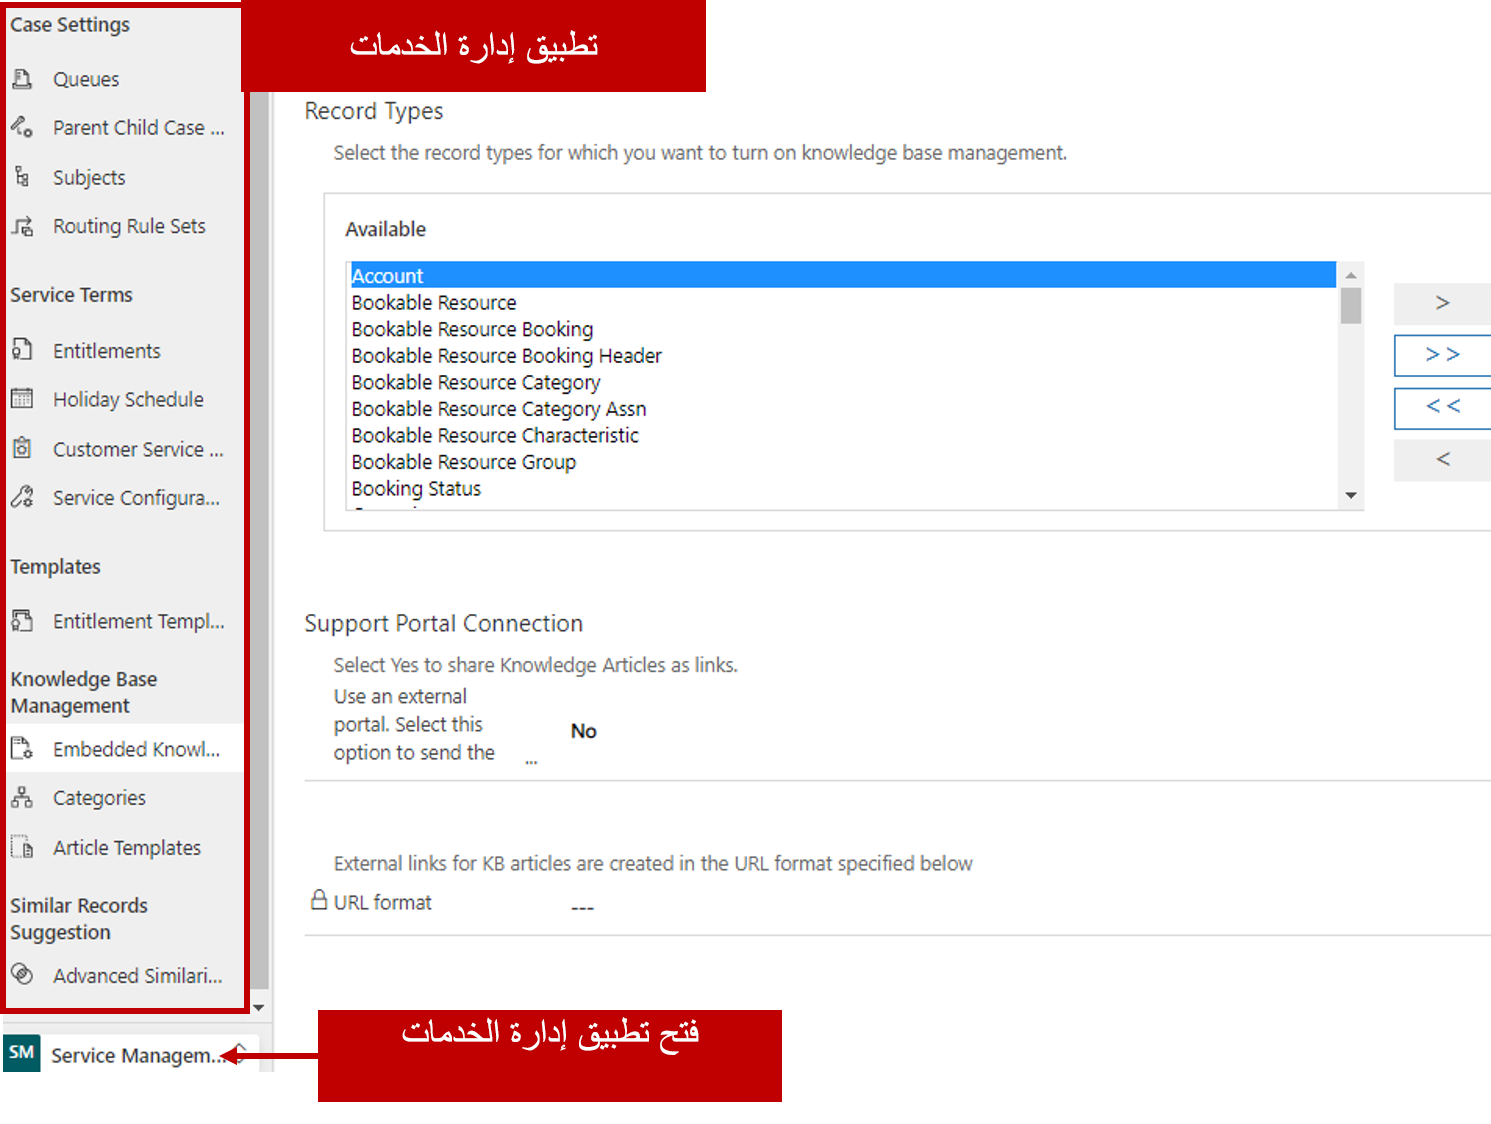 Case Settings
Queues
Parent Child Case ...
Subjects
Routing Rule Sets
Service Terms
Entitlements
Holiday Schedule
Customer Service ...
Service Configura...
Templates
Entitlement Templ...
Knowledge Base
Management
Embedded Knowl...
Categories
Article Templates
Similar Records
Suggestion
Advanced Similari...
SM Service Managem...
تطبيق إدارة الخدمات
Record Types
Select the record types for which you want to turn on knowledge base management.
Available
Account
Bookable Resource
Bookable Resource Booking
Bookable Resource Booking Header
Bookable Resource Category
Bookable Resource Category Assn
Bookable Resource Characteristic
Bookable Resource Group
Booking Status
>
>>
<<
<
Support Portal Connection
Select Yes to share Knowledge Articles as links.
Use an external
portal. Select this
option to send the ...
No
External links for KB articles are created in the URL format specified below
URL format ---
فتح تطبيق إدارة الخدمات